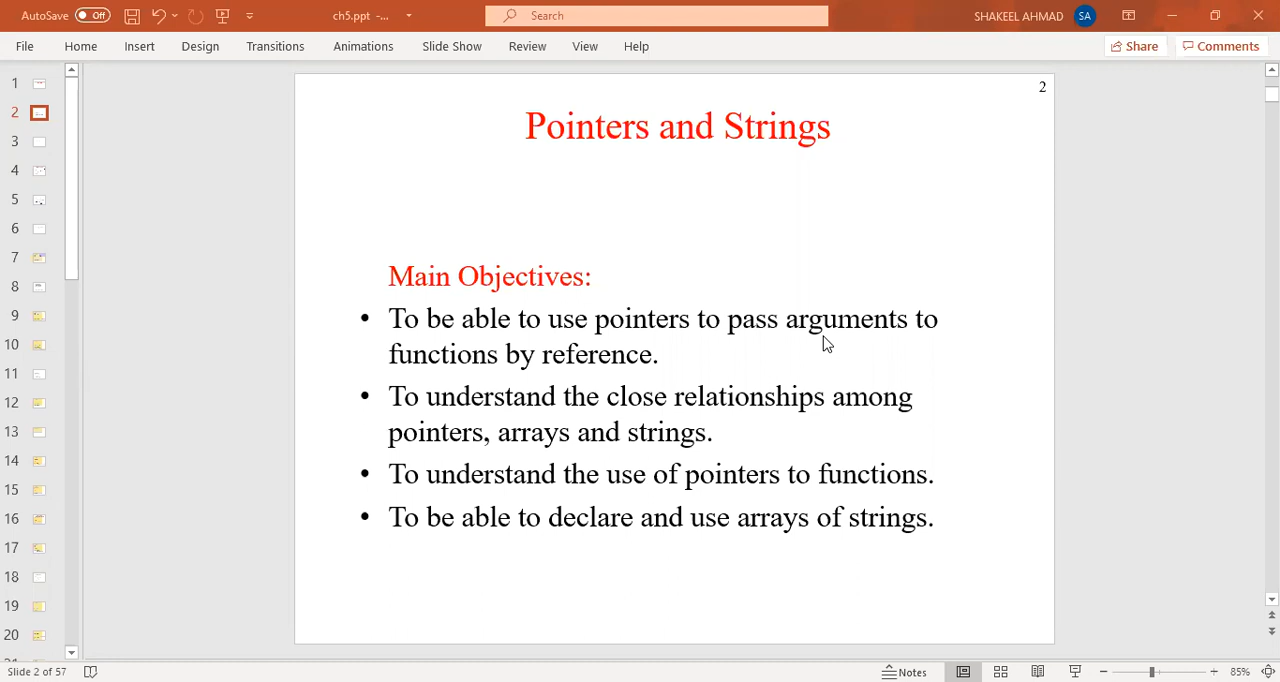 AutoSave Off ch5.ppt -... Search SHAKEEL AHMAD SA
File Home Insert Design Transitions Animations Slide Show Review View Help Share Comments
1
2
3
4
5
6
7
8
9
10
11
12
13
14
15
16
17
18
19
20
2
Pointers and Strings
Main Objectives:
• To be able to use pointers to pass arguments to
functions by reference.
• To understand the close relationships among
pointers, arrays and strings.
• To understand the use of pointers to functions.
• To be able to declare and use arrays of strings.
Slide 2 of 57 Notes 85%